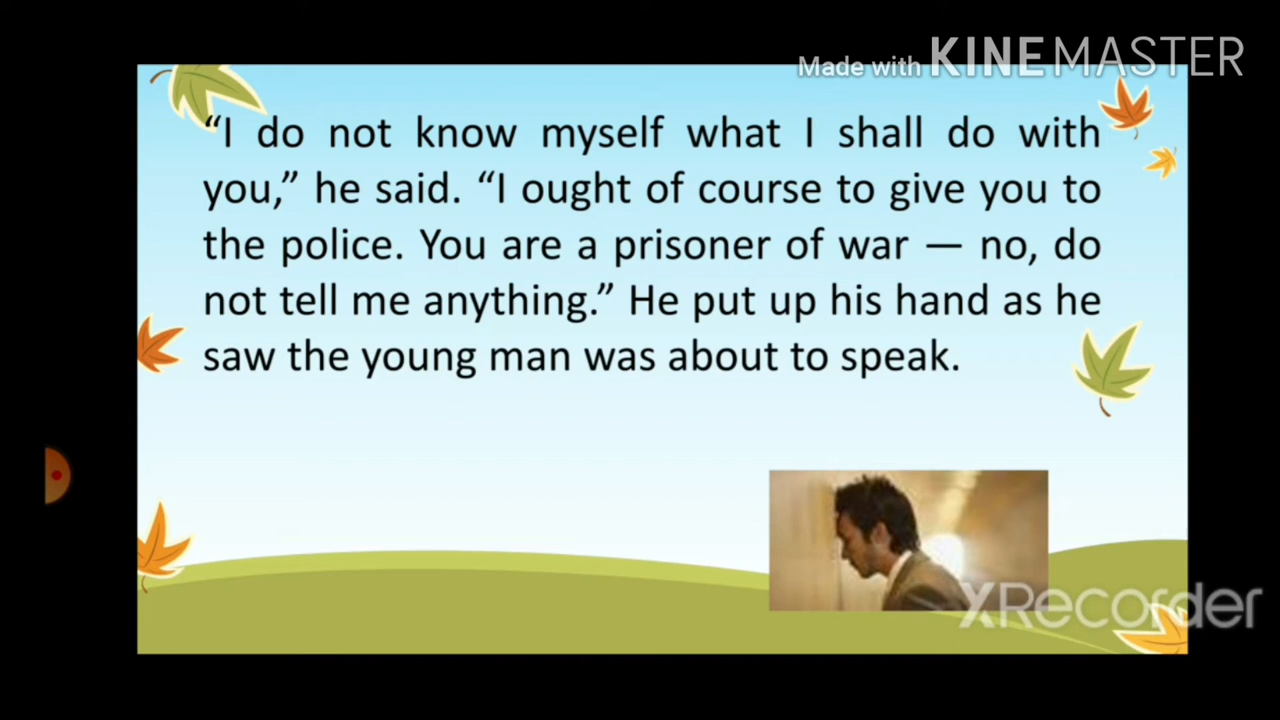 Made with KINEMASTER
“I do not know myself what I shall do with
you,” he said. “I ought of course to give you to
the police. You are a prisoner of war — no, do
not tell me anything.” He put up his hand as he
saw the young man was about to speak.
XRecorder